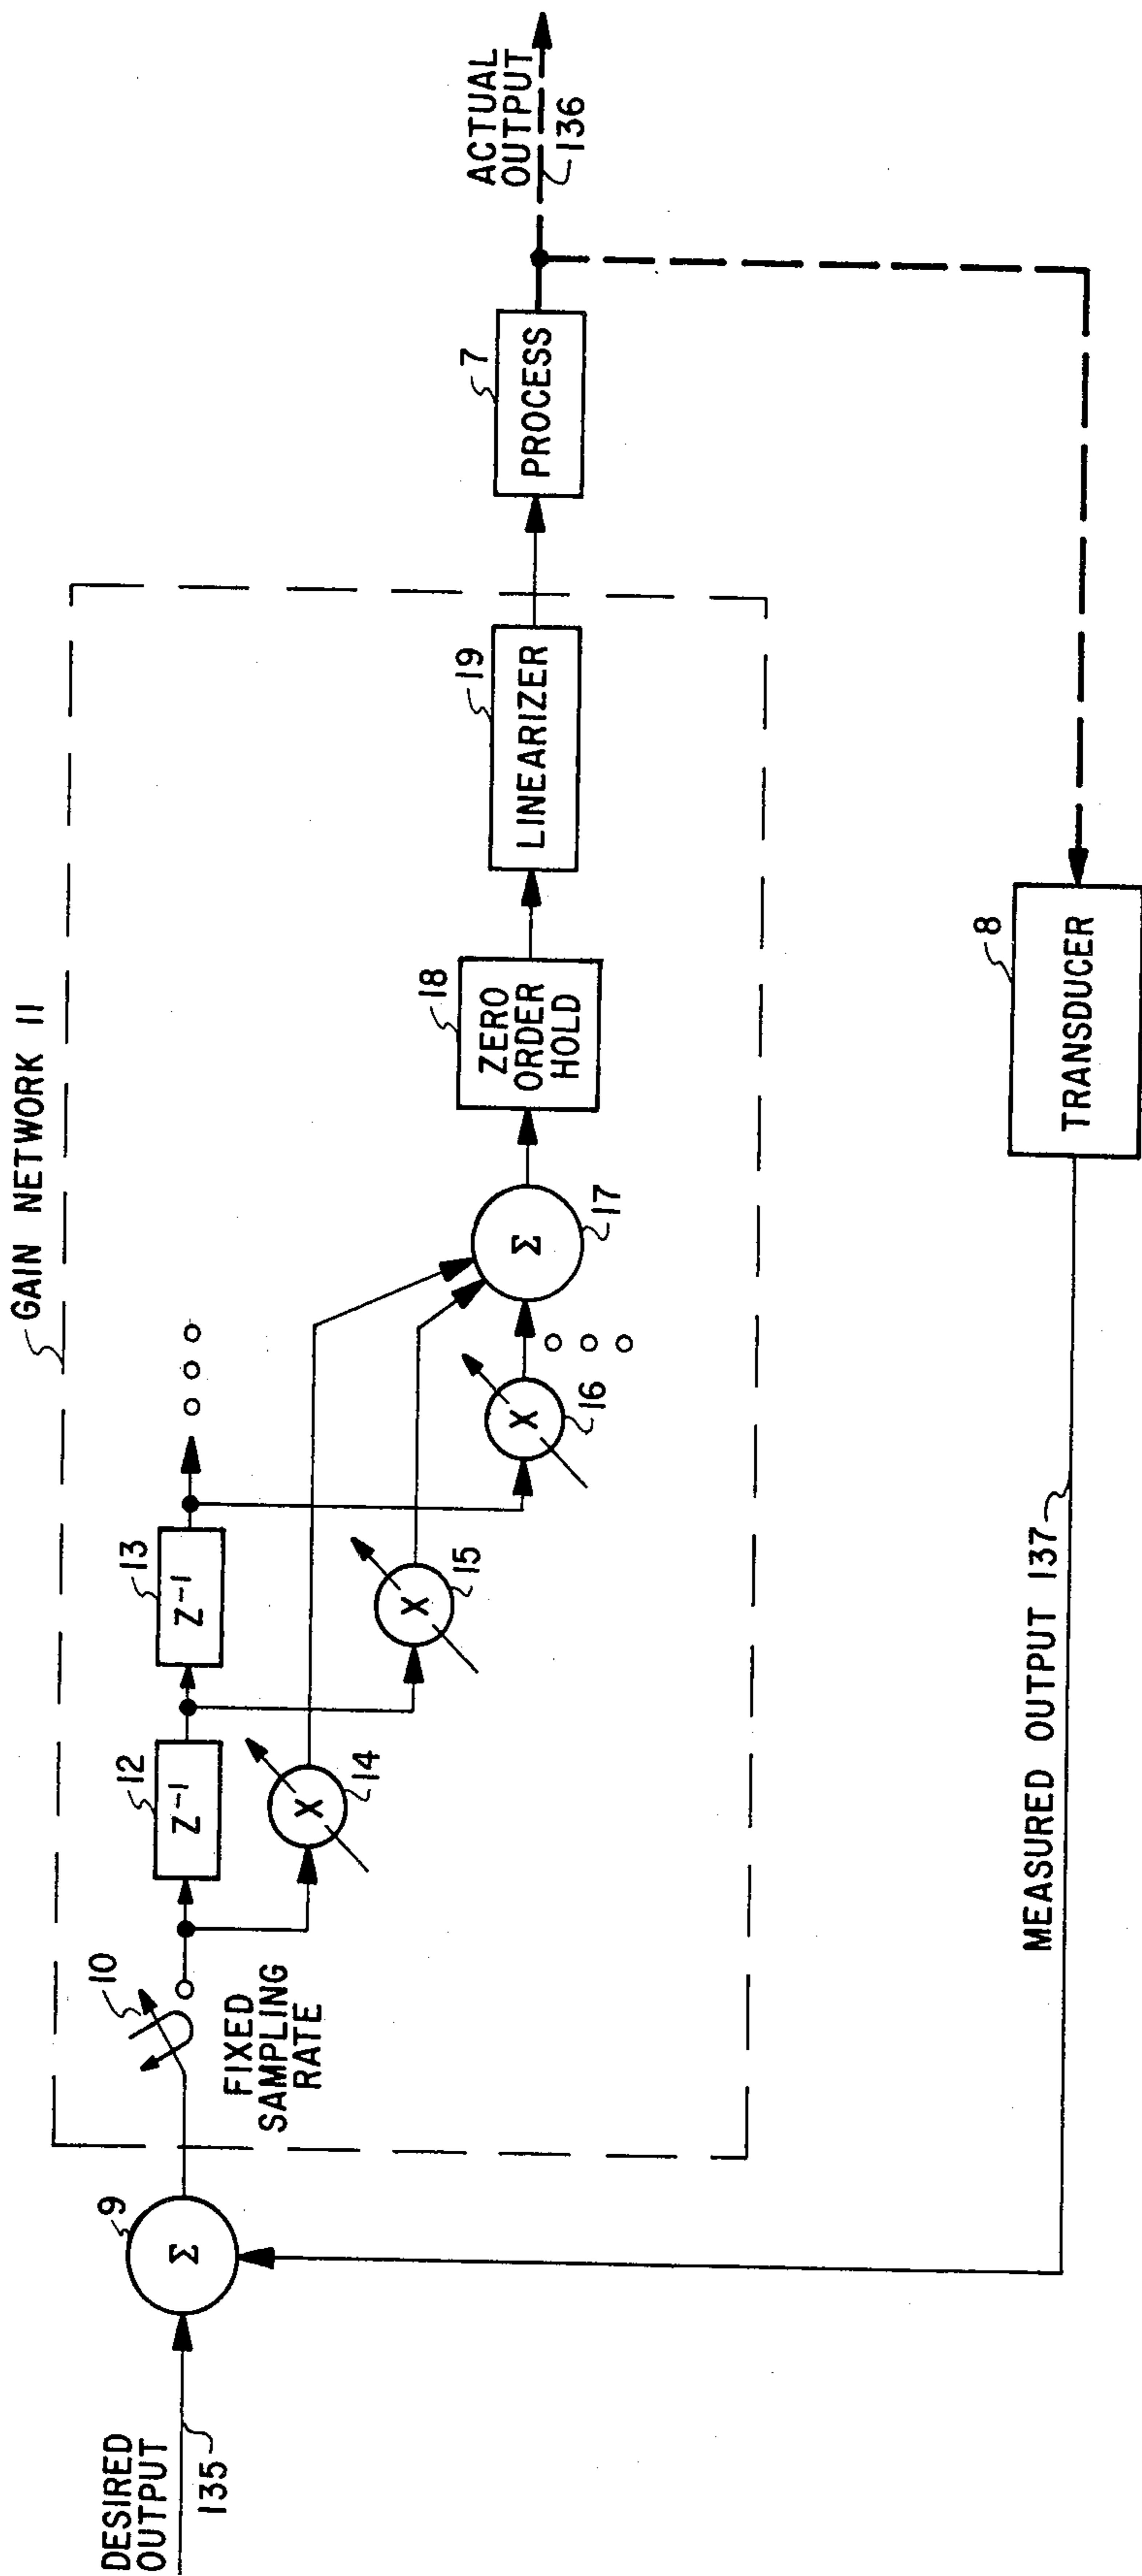 GAIN NETWORK 11
DESIRED
OUTPUT
135
Σ
9
10
FIXED
SAMPLING
RATE
Z⁻¹
12
Z⁻¹
13
X
14
X
15
X
16
Σ
17
ZERO
ORDER
HOLD
18
LINEARIZER
19
PROCESS
7
ACTUAL
OUTPUT
136
TRANSDUCER
8
MEASURED OUTPUT 137